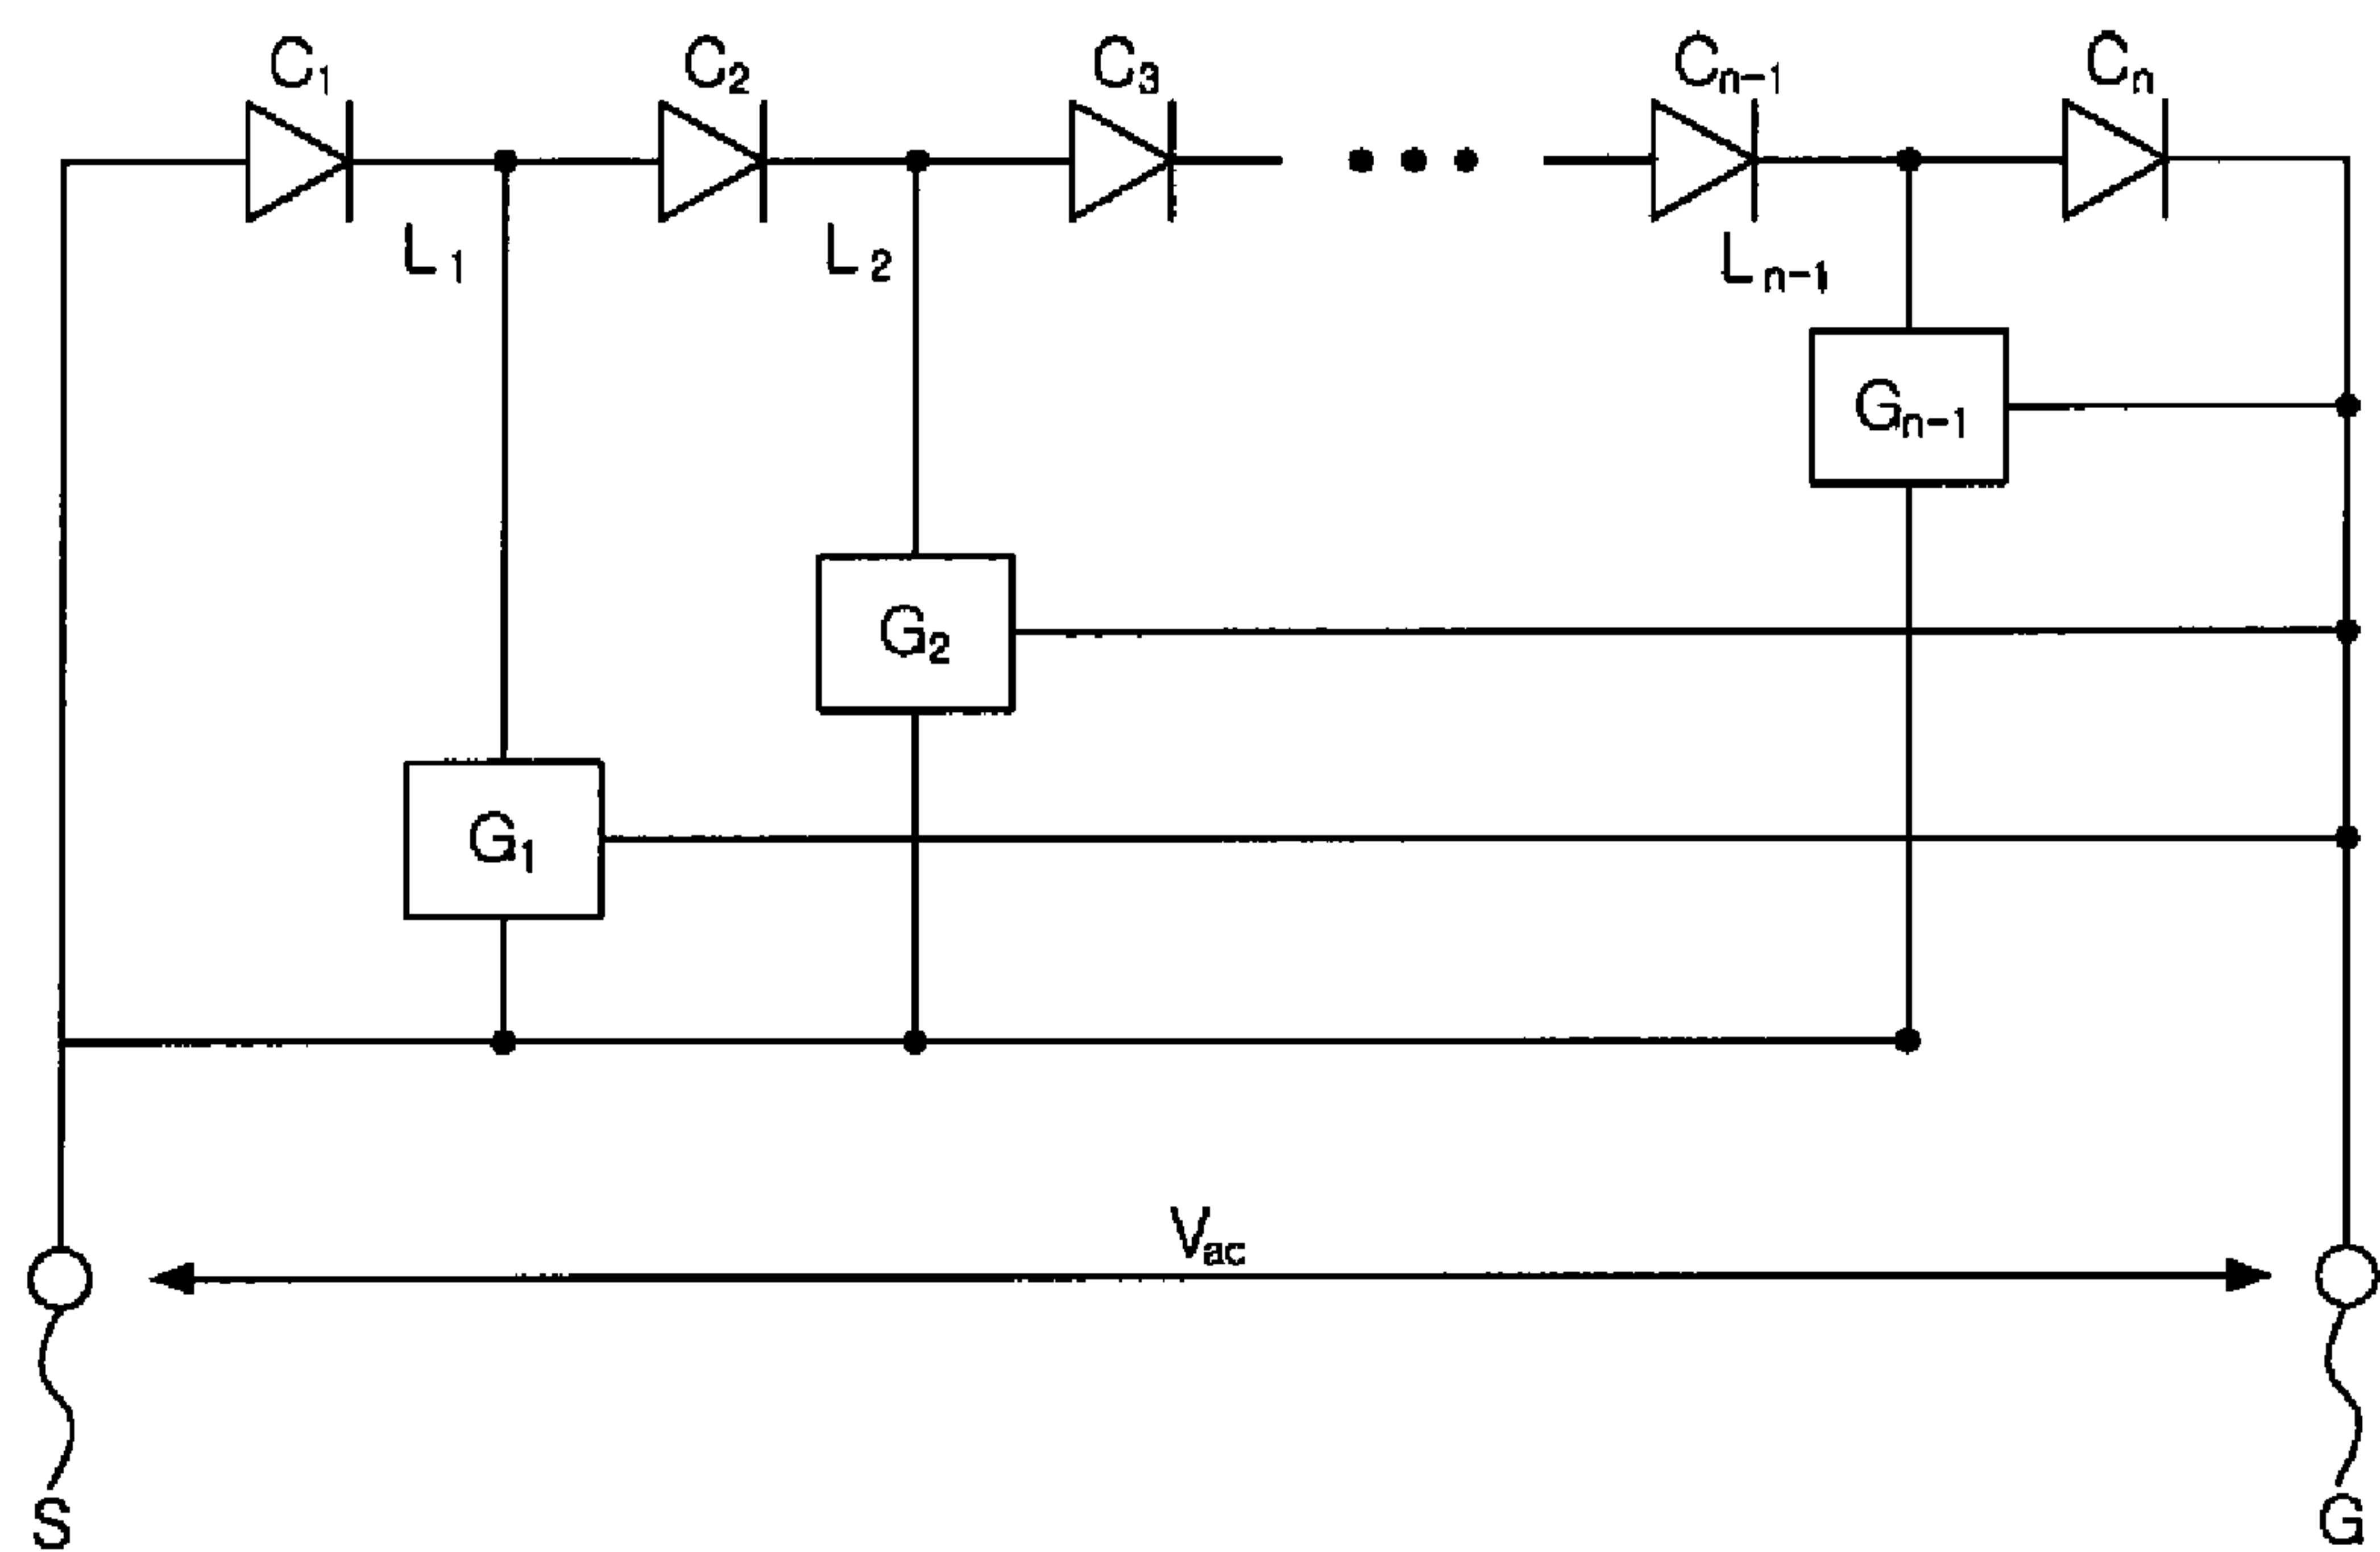 C₁ C₂ C₃ Cₙ₋₁ Cₙ
L₁ L₂ Lₙ₋₁
Gₙ₋₁
G₂
G₁
Vac
S G